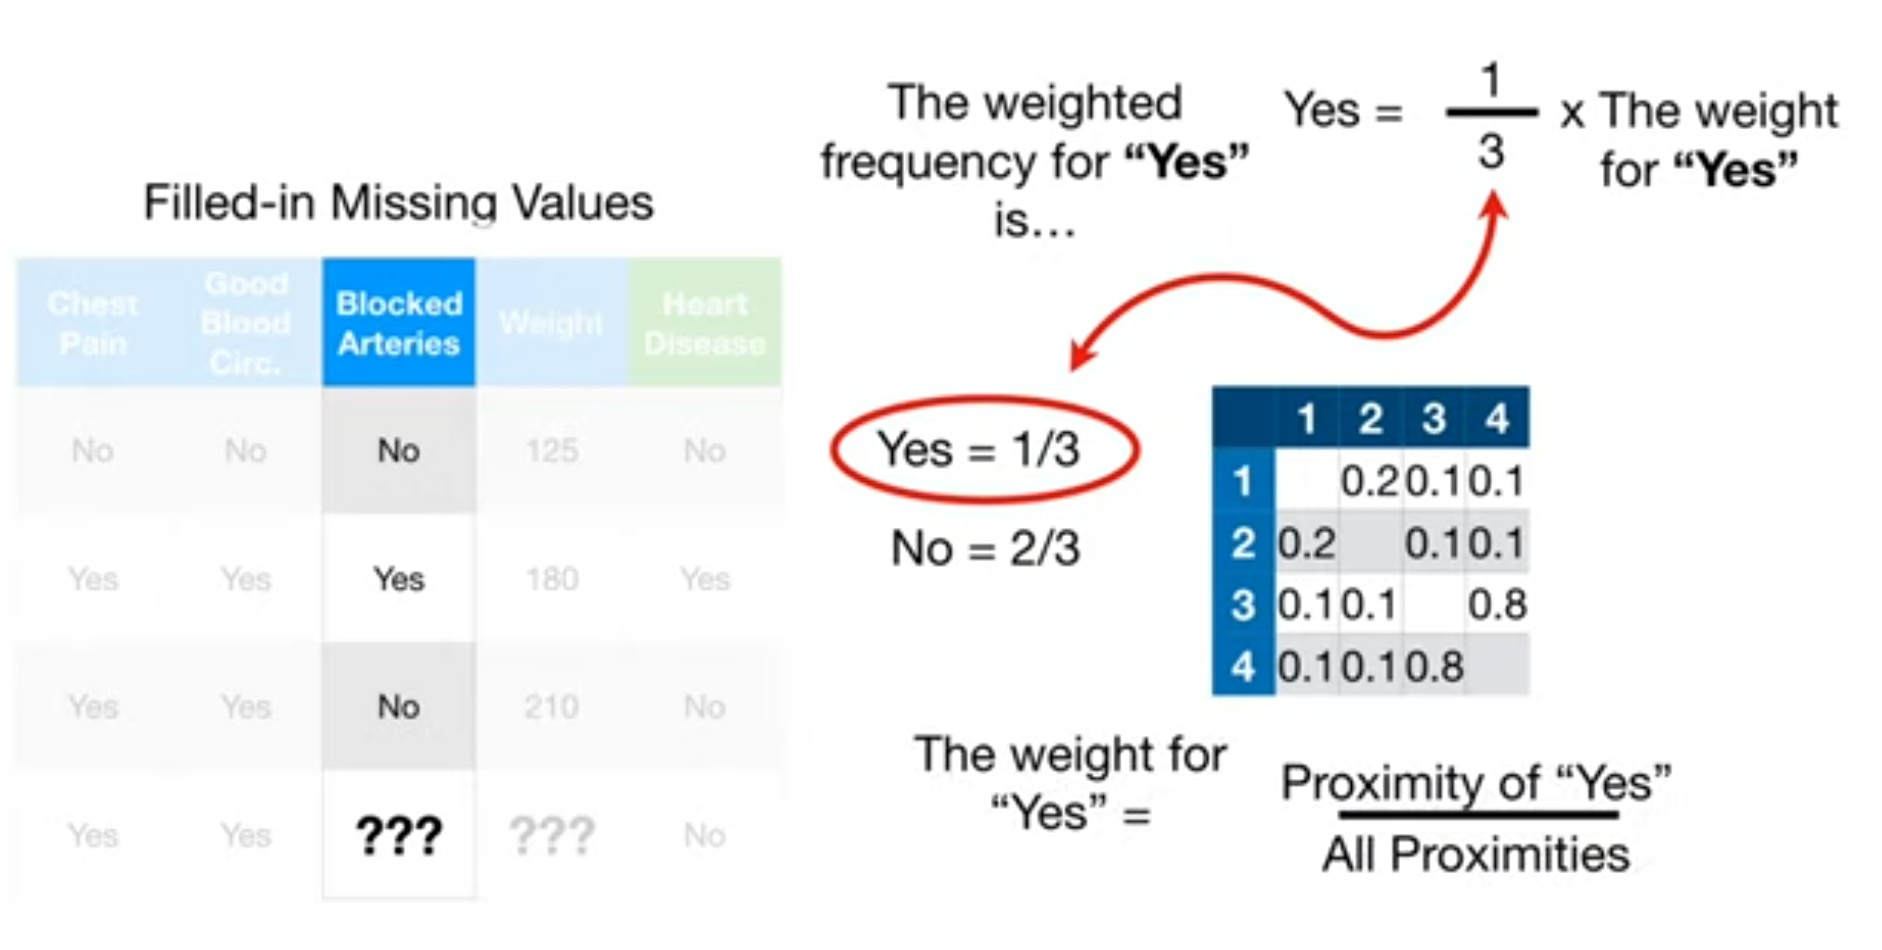 The weighted
frequency for “Yes”
is...
Yes = 1/3 x The weight
for “Yes”
Filled-in Missing Values
Chest Pain Good Blood Circ. Blocked Arteries Weight Heart Disease
No No No 125 No
Yes Yes Yes 180 Yes
Yes Yes No 210 No
Yes Yes ??? ??? No
Yes = 1/3
No = 2/3
1 2 3 4
1 0.2 0.1 0.1
2 0.2 0.1 0.1
3 0.1 0.1 0.8
4 0.1 0.1 0.8
The weight for
“Yes” =
Proximity of “Yes”
All Proximities